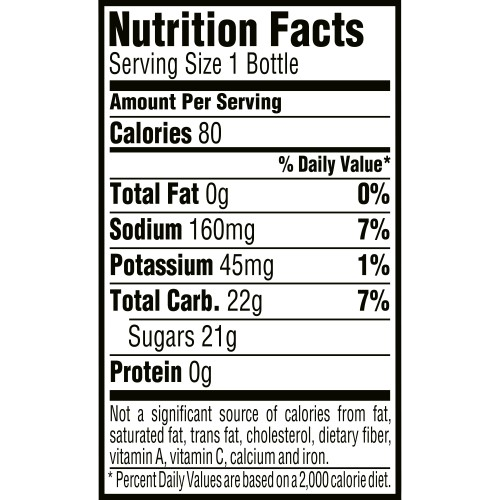 Nutrition Facts
Serving Size 1 Bottle
Amount Per Serving
Calories 80
% Daily Value*
Total Fat 0g 0%
Sodium 160mg 7%
Potassium 45mg 1%
Total Carb. 22g 7%
Sugars 21g
Protein 0g
Not a significant source of calories from fat,
saturated fat, trans fat, cholesterol, dietary fiber,
vitamin A, vitamin C, calcium and iron.
* Percent Daily Values are based on a 2,000 calorie diet.